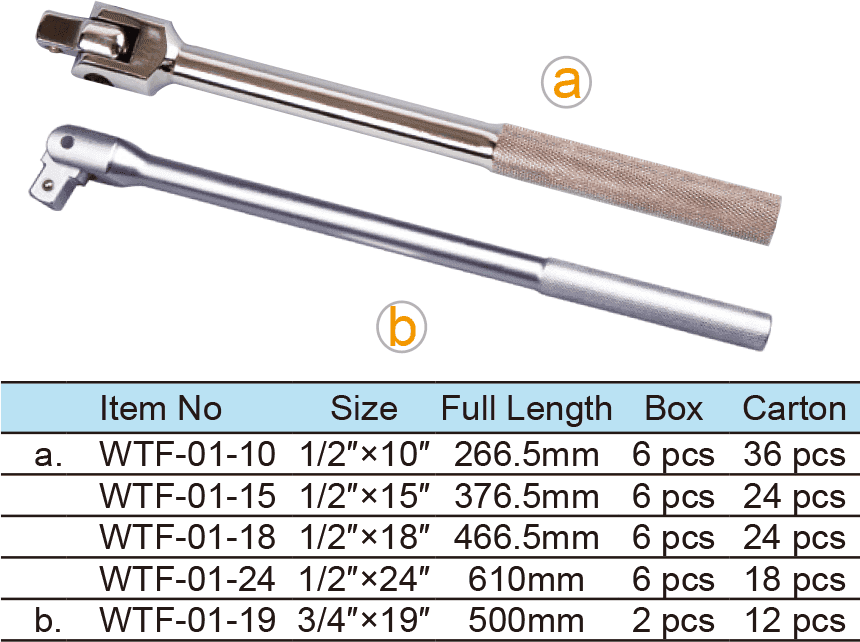 a
b
Item No Size Full Length Box Carton
a. WTF-01-10 1/2″×10″ 266.5mm 6 pcs 36 pcs
WTF-01-15 1/2″×15″ 376.5mm 6 pcs 24 pcs
WTF-01-18 1/2″×18″ 466.5mm 6 pcs 24 pcs
WTF-01-24 1/2″×24″ 610mm 6 pcs 18 pcs
b. WTF-01-19 3/4″×19″ 500mm 2 pcs 12 pcs